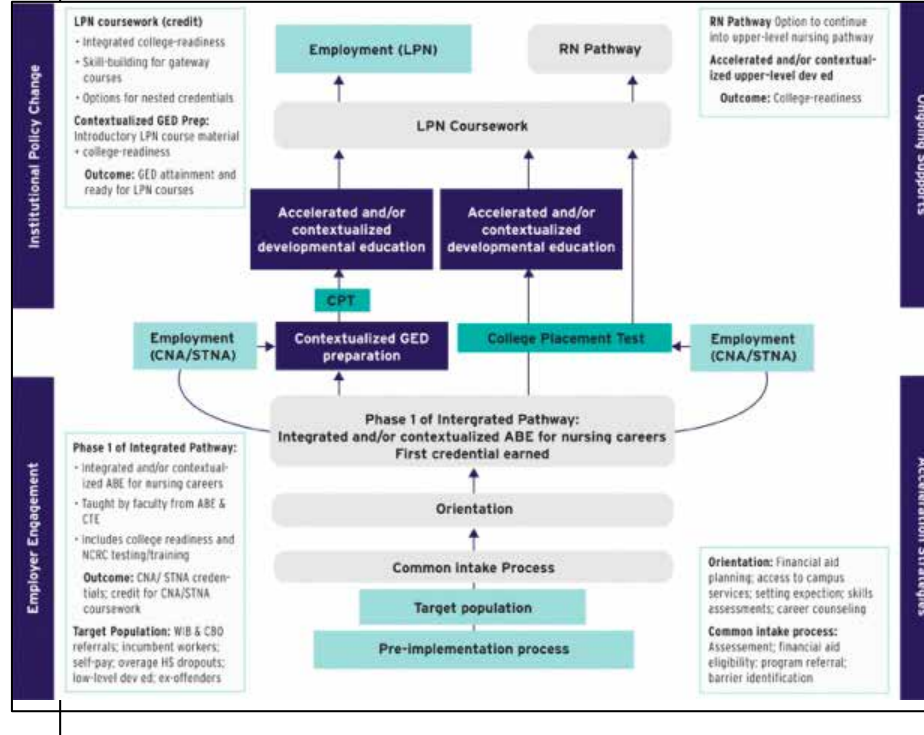 Institutional Policy Change
LPN coursework (credit)
• Integrated college-readiness
• Skill-building for gateway
courses
• Options for nested credentials
Contextualized GED Prep:
Introductory LPN course material
+ college-readiness
Outcome: GED attainment and
ready for LPN courses
Employment (LPN)
RN Pathway
RN Pathway Option to continue
into upper-level nursing pathway
Accelerated and/or contextual-
ized upper-level dev ed
Outcome: College-readiness
Ongoing Supports
LPN Coursework
Accelerated and/or
contextualized
developmental education
Accelerated and/or
contextualized
developmental education
CPT
Employment
(CNA/STNA)
Contextualized GED
preparation
College Placement Test
Employment
(CNA/STNA)
Phase 1 of Intergrated Pathway:
Integrated and/or contextualized ABE for nursing careers
First credential earned
Orientation
Common intake Process
Target population
Pre-implementation process
Employer Engagement
Phase 1 of Integrated Pathway:
• Integrated and/or contextual-
ized ABE for nursing careers
• Taught by faculty from ABE &
CTE
• Includes college readiness and
NCRC testing/training
Outcome: CNA/ STNA creden-
tials; credit for CNA/STNA
coursework
Target Population: WIB & CBO
referrals; incumbent workers;
self-pay; overage HS dropouts;
low-level dev ed; ex-offenders
Orientation: Financial aid
planning; access to campus
services; setting expection; skills
assessments; career counseling
Common intake process:
Assessment; financial aid
eligibility; program referral;
barrier identification
Acceleration Strategies